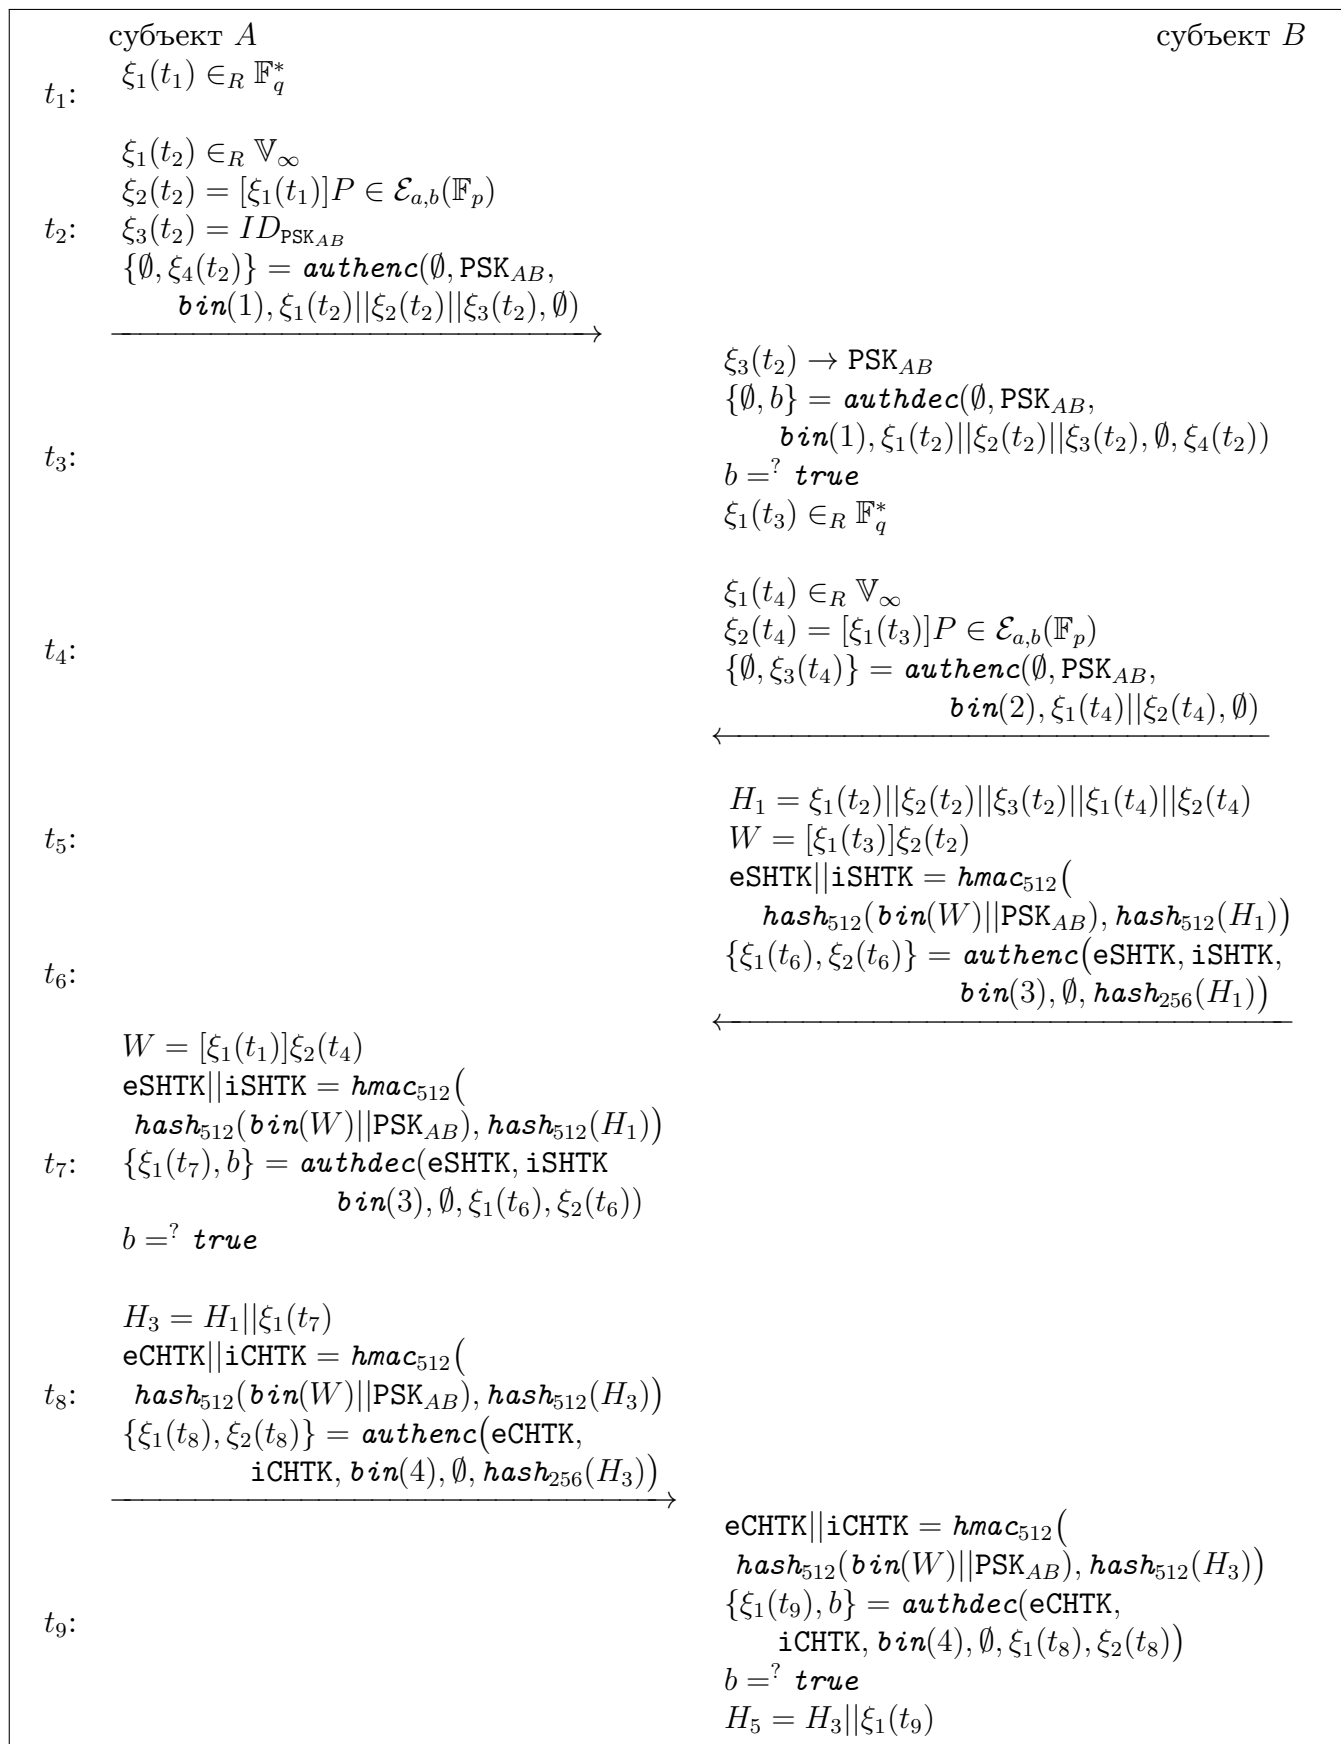 субъект A субъект B
t₁: ξ₁(t₁) ∈_R 𝔽*_q
ξ₁(t₂) ∈_R 𝕍_∞
ξ₂(t₂) = [ξ₁(t₁)]P ∈ ℰ_{a,b}(𝔽_p)
t₂: ξ₃(t₂) = ID_{PSK_{AB}}
{∅, ξ₄(t₂)} = authenc(∅, PSK_{AB},
bin(1), ξ₁(t₂)||ξ₂(t₂)||ξ₃(t₂), ∅)
ξ₃(t₂) → PSK_{AB}
{∅, b} = authdec(∅, PSK_{AB},
t₃: bin(1), ξ₁(t₂)||ξ₂(t₂)||ξ₃(t₂), ∅, ξ₄(t₂))
b =^? true
ξ₁(t₃) ∈_R 𝔽*_q
ξ₁(t₄) ∈_R 𝕍_∞
t₄: ξ₂(t₄) = [ξ₁(t₃)]P ∈ ℰ_{a,b}(𝔽_p)
{∅, ξ₃(t₄)} = authenc(∅, PSK_{AB},
bin(2), ξ₁(t₄)||ξ₂(t₄), ∅)
H₁ = ξ₁(t₂)||ξ₂(t₂)||ξ₃(t₂)||ξ₁(t₄)||ξ₂(t₄)
t₅: W = [ξ₁(t₃)]ξ₂(t₂)
eSHTK||iSHTK = hmac₅₁₂(
hash₅₁₂(bin(W)||PSK_{AB}), hash₅₁₂(H₁))
t₆: {ξ₁(t₆), ξ₂(t₆)} = authenc(eSHTK, iSHTK,
bin(3), ∅, hash₂₅₆(H₁))
W = [ξ₁(t₁)]ξ₂(t₄)
eSHTK||iSHTK = hmac₅₁₂(
hash₅₁₂(bin(W)||PSK_{AB}), hash₅₁₂(H₁))
t₇: {ξ₁(t₇), b} = authdec(eSHTK, iSHTK
bin(3), ∅, ξ₁(t₆), ξ₂(t₆))
b =^? true
H₃ = H₁||ξ₁(t₇)
eCHTK||iCHTK = hmac₅₁₂(
t₈: hash₅₁₂(bin(W)||PSK_{AB}), hash₅₁₂(H₃))
{ξ₁(t₈), ξ₂(t₈)} = authenc(eCHTK,
iCHTK, bin(4), ∅, hash₂₅₆(H₃))
eCHTK||iCHTK = hmac₅₁₂(
hash₅₁₂(bin(W)||PSK_{AB}), hash₅₁₂(H₃))
t₉: {ξ₁(t₉), b} = authdec(eCHTK,
iCHTK, bin(4), ∅, ξ₁(t₈), ξ₂(t₈))
b =^? true
H₅ = H₃||ξ₁(t₉)